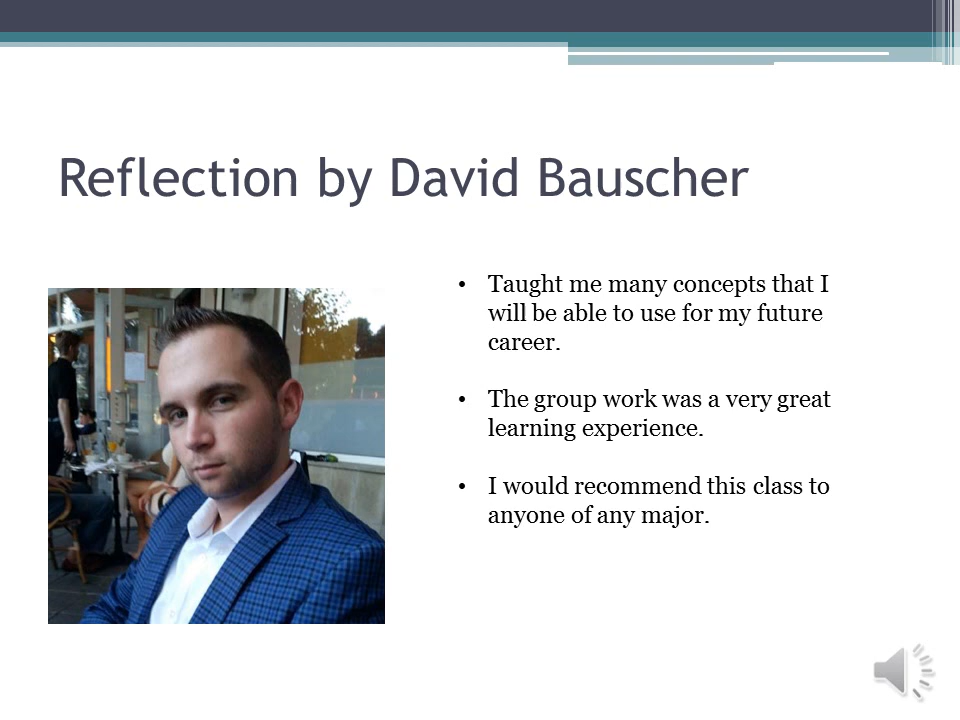 Reflection by David Bauscher
• Taught me many concepts that I
will be able to use for my future
career.
• The group work was a very great
learning experience.
• I would recommend this class to
anyone of any major.